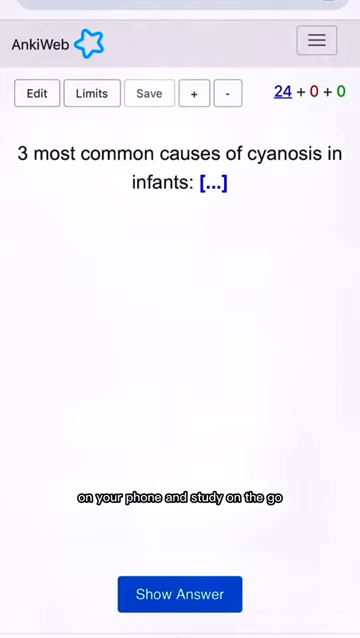 AnkiWeb
Edit Limits Save + - 24 + 0 + 0
3 most common causes of cyanosis in
infants: [...]
on your phone and study on the go
Show Answer